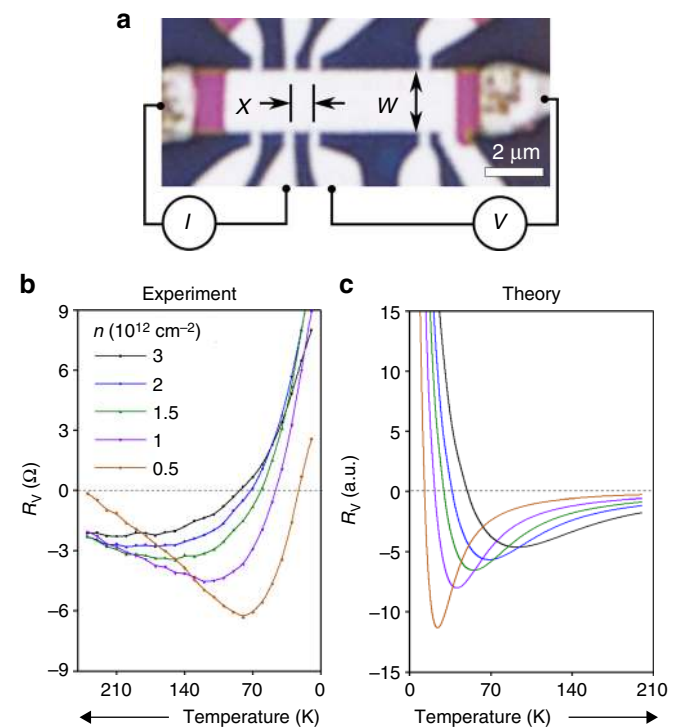 a
X
W
2 μm
I
V
b
Experiment
c
Theory
9
6
3
0
−3
−6
−9
R_V (Ω)
n (10¹² cm⁻²)
3
2
1.5
1
0.5
210
140
70
0
Temperature (K)
15
10
5
0
−5
−10
−15
R_V (a.u.)
0
70
140
210
Temperature (K)